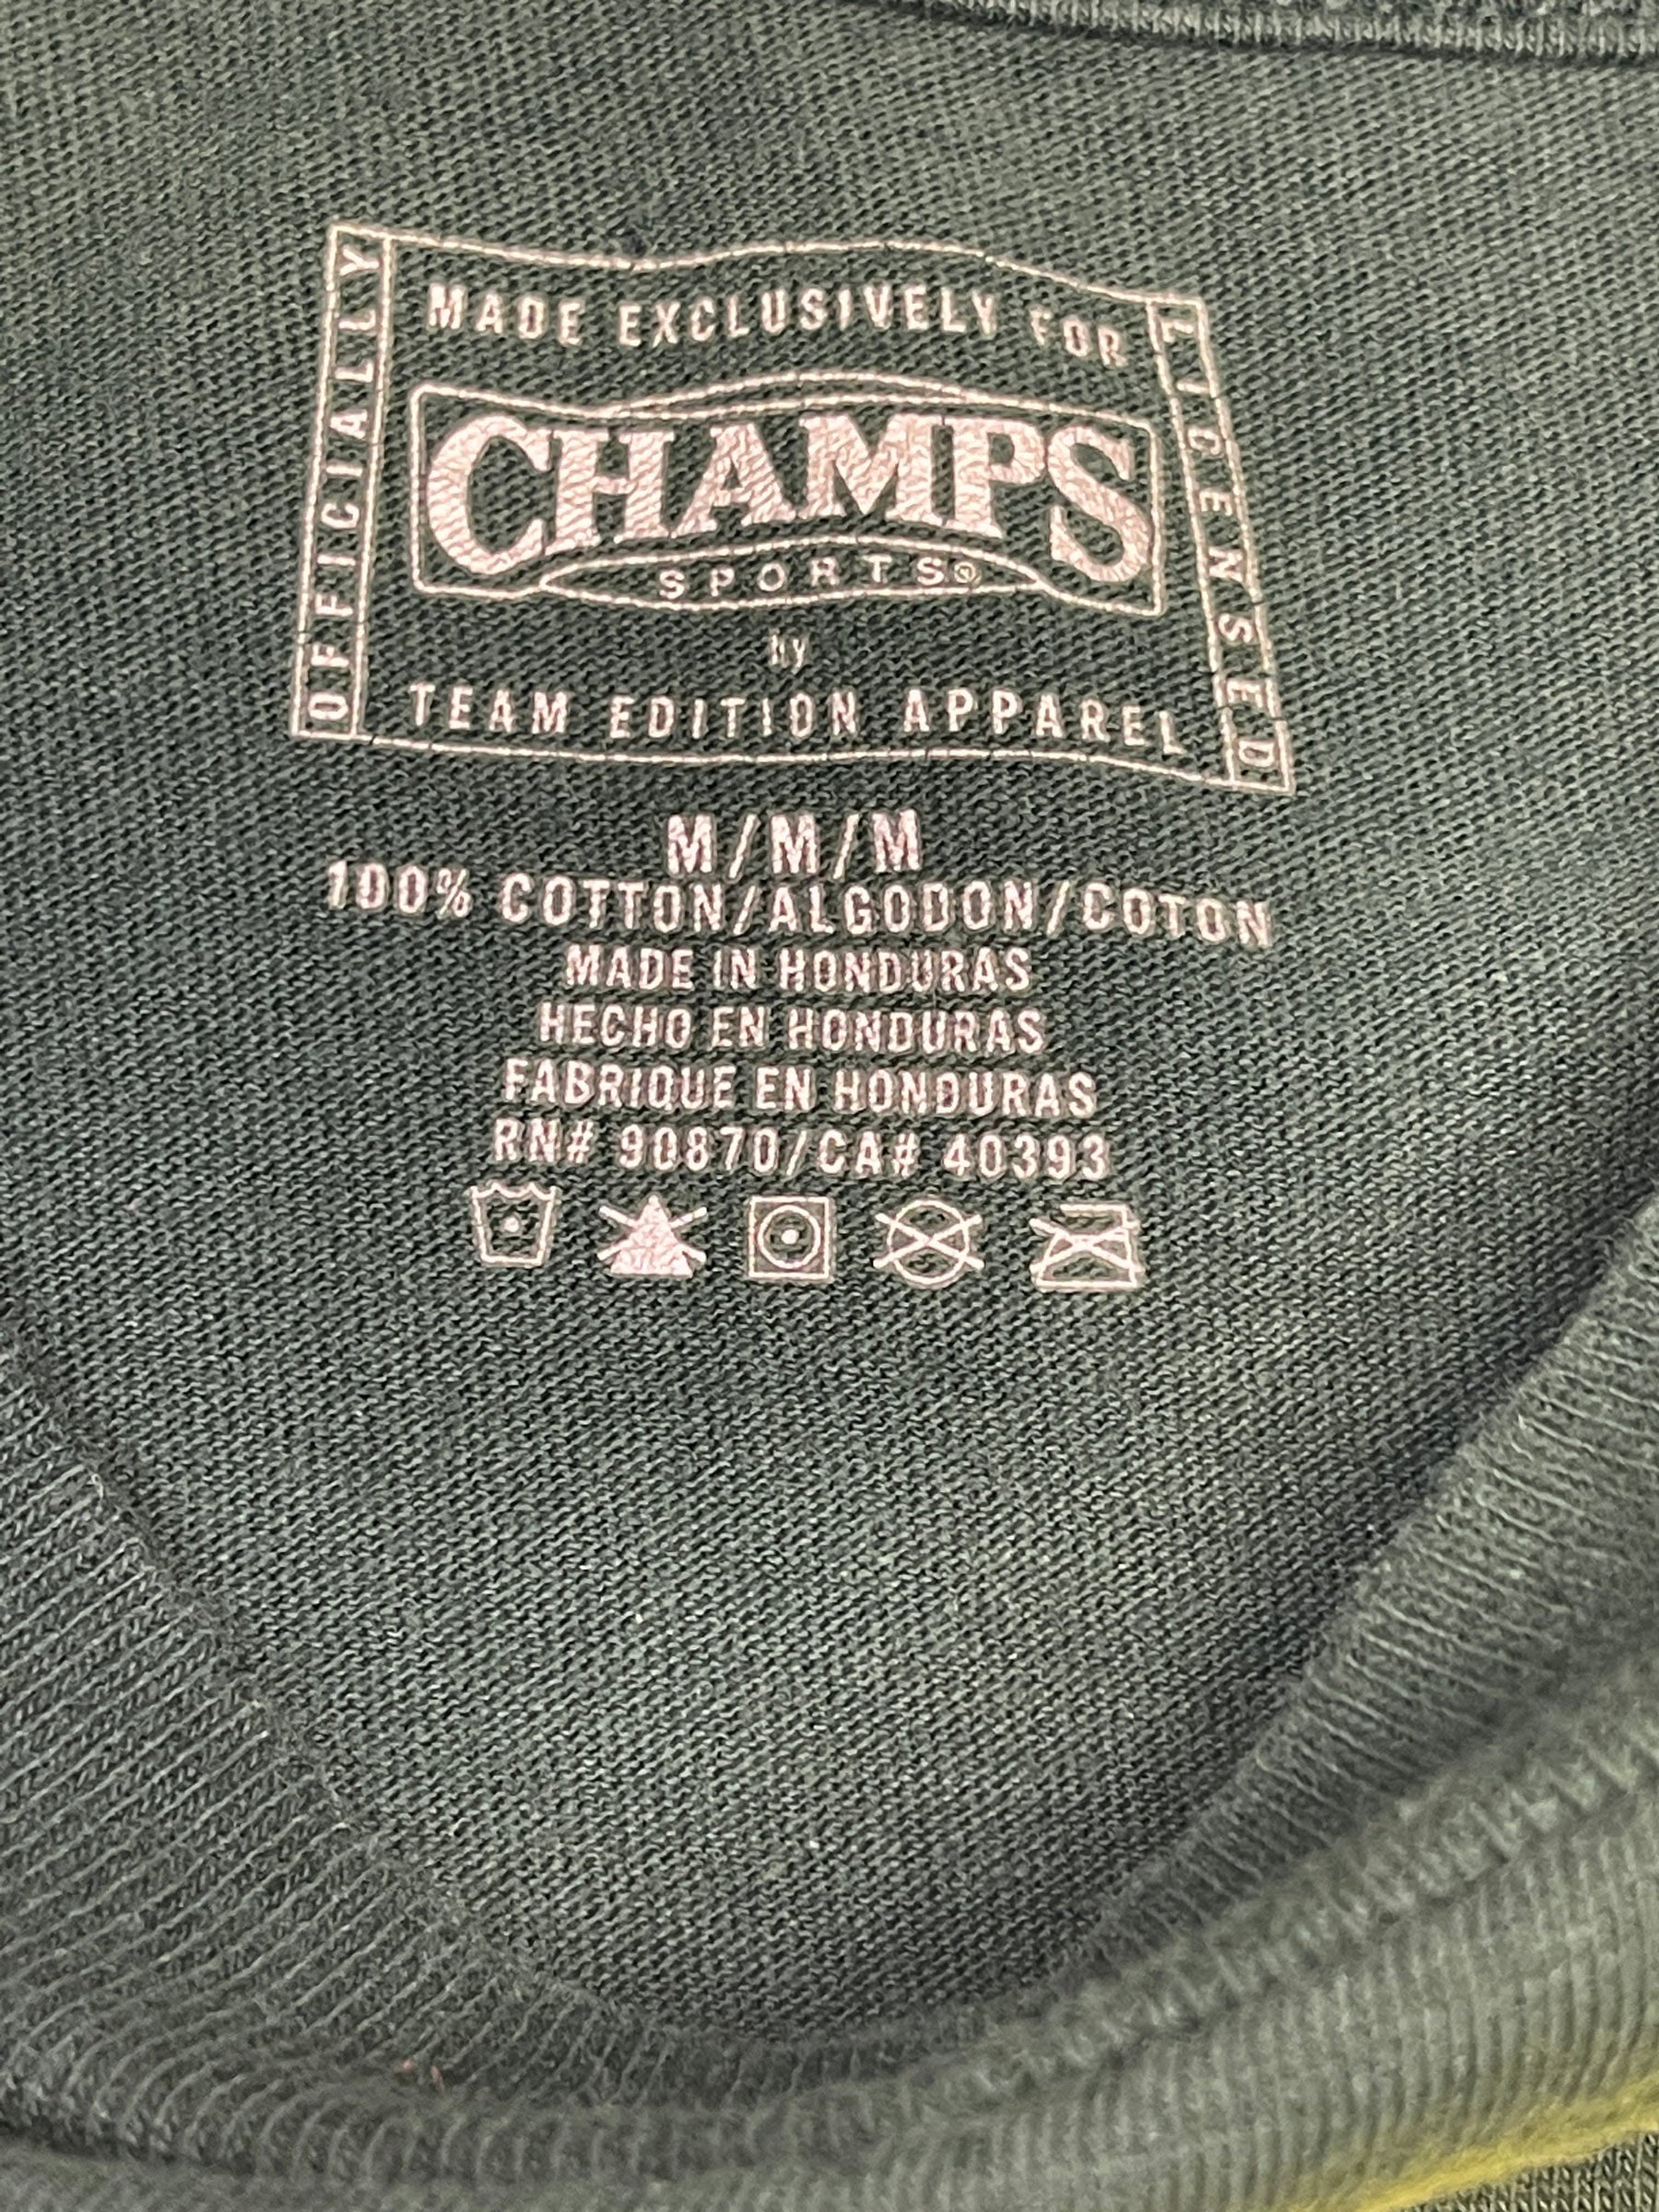 MADE EXCLUSIVELY FOR
OFFICIALLY
CHAMPS
SPORTS®
LICENSED
by
TEAM EDITION APPAREL
M/M/M
100% COTTON/ALGODON/COTON
MADE IN HONDURAS
HECHO EN HONDURAS
FABRIQUE EN HONDURAS
RN# 90870/CA# 40393